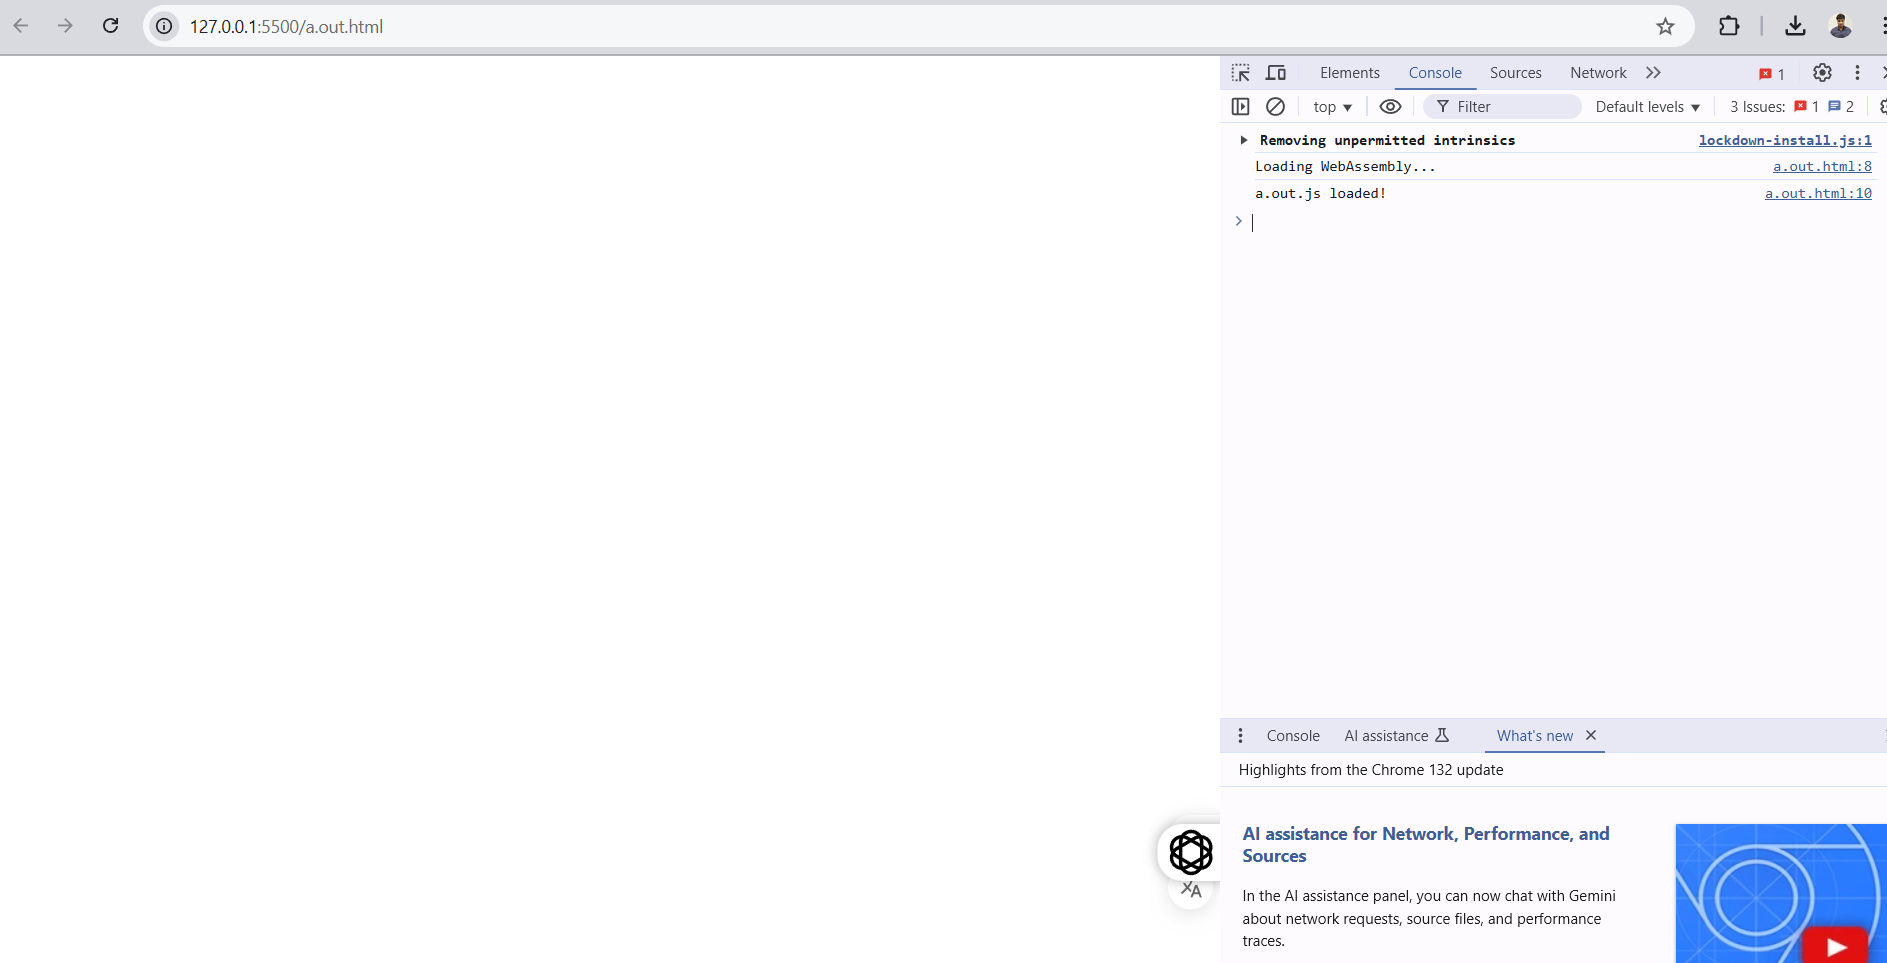 127.0.0.1:5500/a.out.html
Elements Console Sources Network 1
top Filter Default levels 3 Issues: 1 2
Removing unpermitted intrinsics lockdown-install.js:1
Loading WebAssembly... a.out.html:8
a.out.js loaded! a.out.html:10
Console AI assistance What's new
Highlights from the Chrome 132 update
AI assistance for Network, Performance, and
Sources
In the AI assistance panel, you can now chat with Gemini
about network requests, source files, and performance
traces.